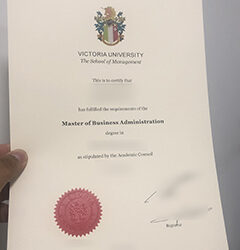 VICTORIA UNIVERSITY
The School of Management
This is to certify that
has fulfilled the requirements of the
Master of Business Administration
degree in
as stipulated by the Academic Council
Registrar